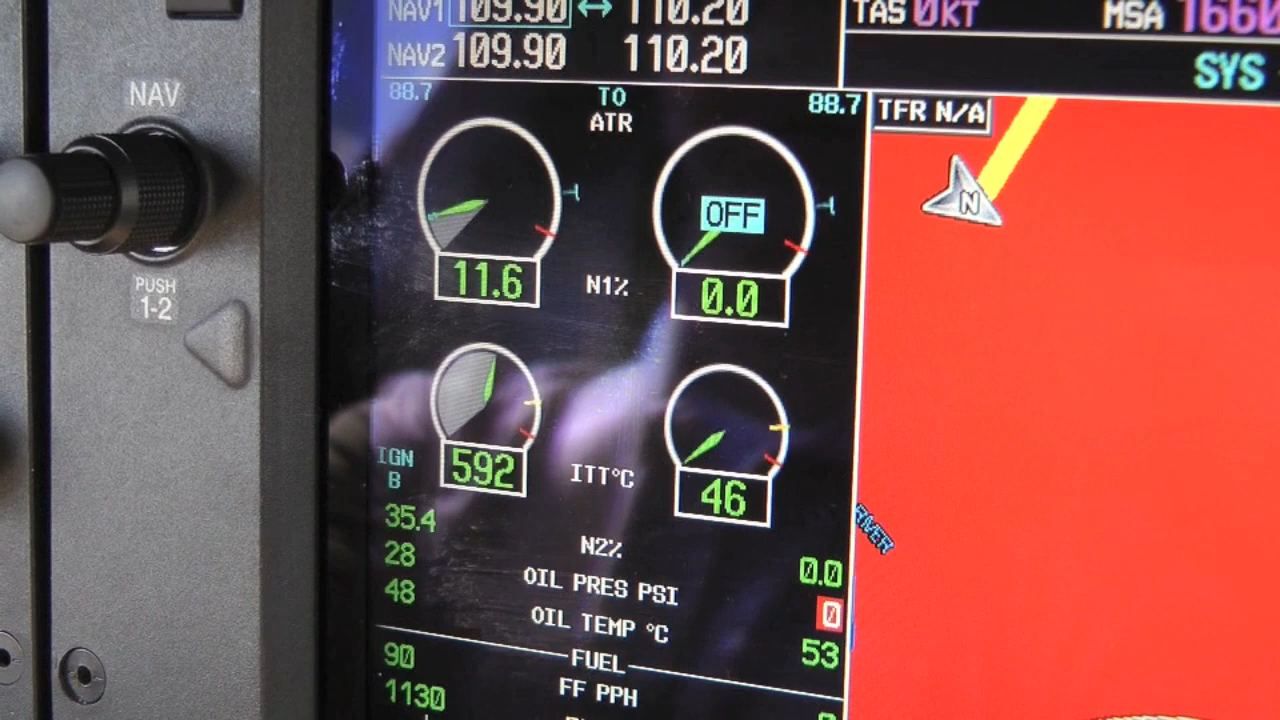 NAV
PUSH
1-2
NAV1 109.90 ↔ 110.20
NAV2 109.90 110.20
TAS 0KT MSA 1660
SYS
88.7 TO 88.7
ATR
TFR N/A
N
OFF
11.6 N1% 0.0
IGN
B
592 ITT°C 46
35.4 N2% 0.0
28 OIL PRES PSI 0
48 OIL TEMP °C 53
FUEL
90 FF PPH
1130
RIVER